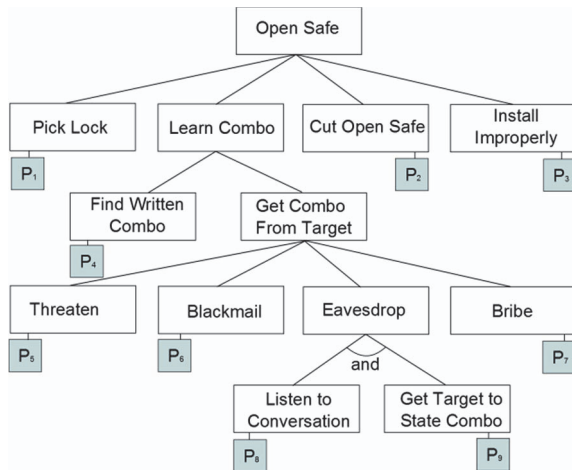 Open Safe
Pick Lock
Learn Combo
Cut Open Safe
Install
Improperly
P₁
P₂
P₃
Find Written
Combo
Get Combo
From Target
P₄
Threaten
Blackmail
Eavesdrop
Bribe
P₅
P₆
P₇
and
Listen to
Conversation
Get Target to
State Combo
P₈
P₉